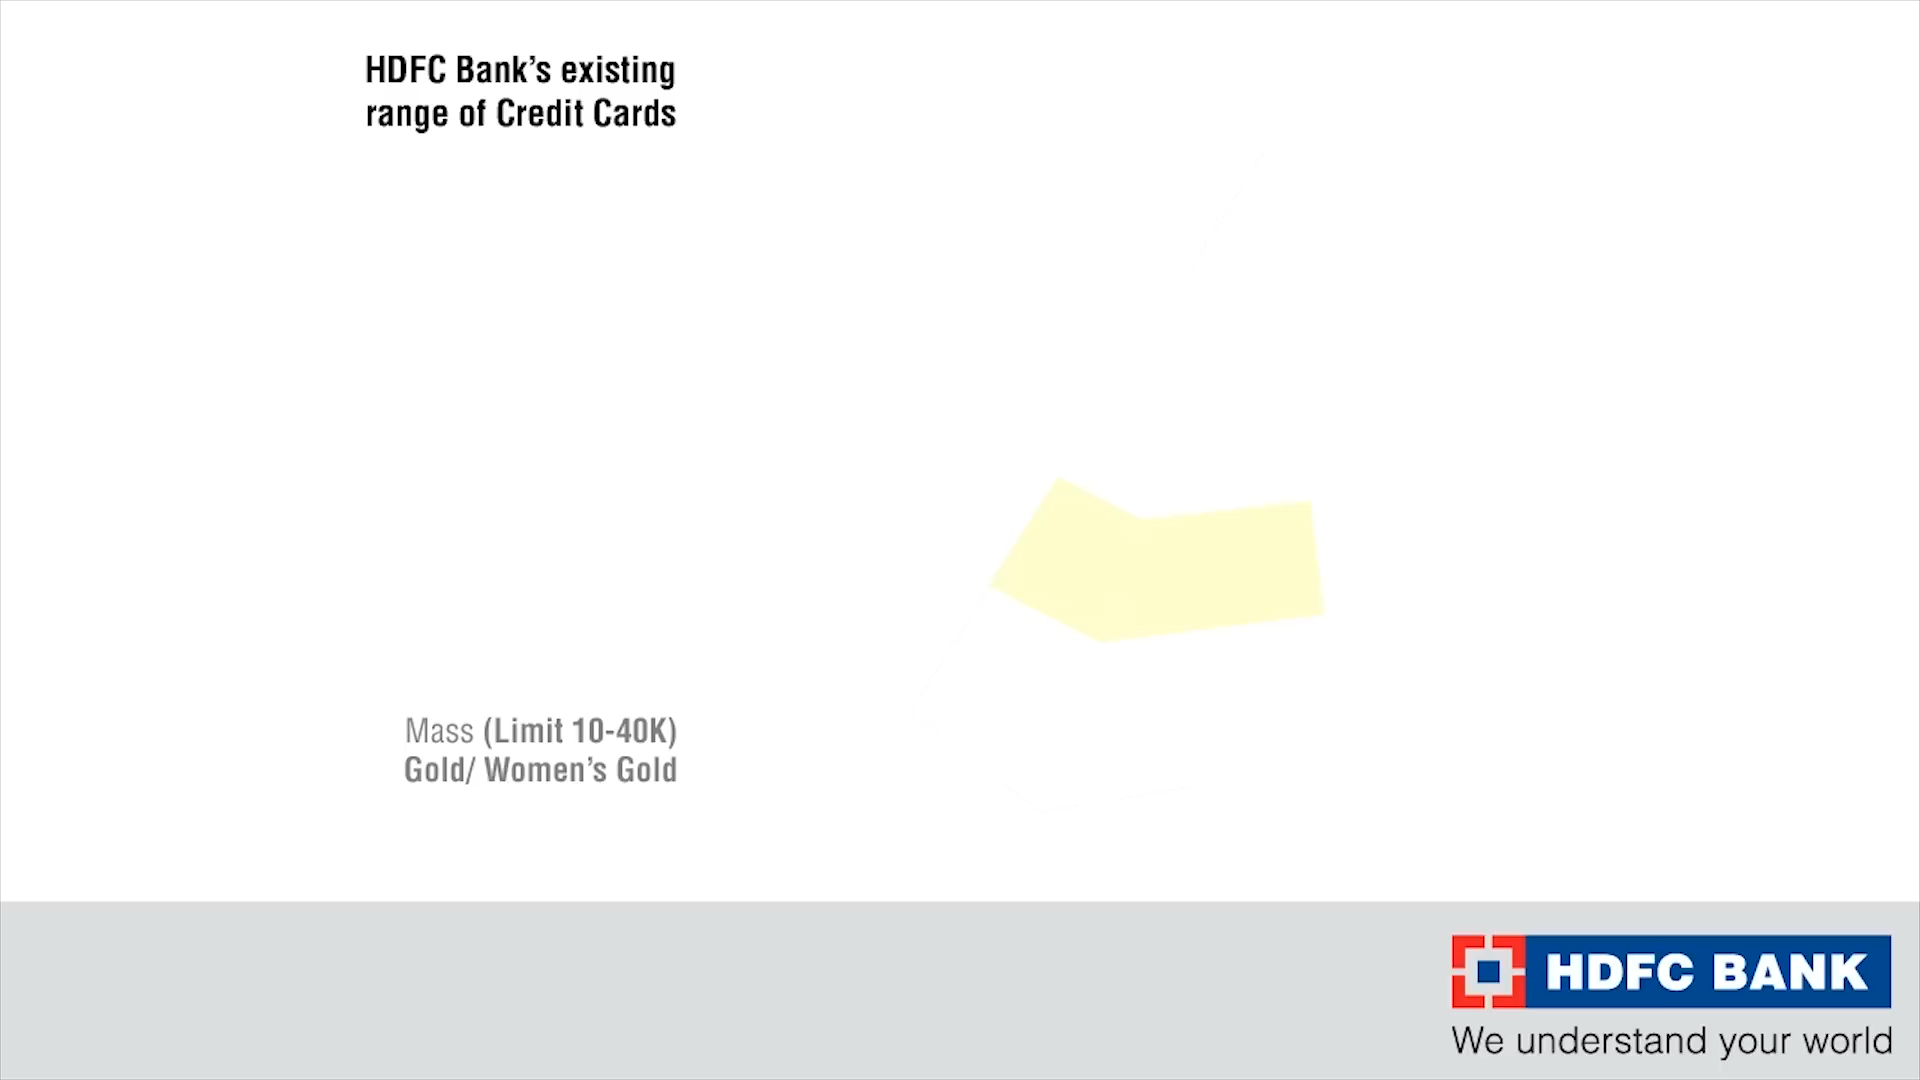 HDFC Bank’s existing
range of Credit Cards
Mass (Limit 10-40K)
Gold/ Women’s Gold
HDFC BANK
We understand your world